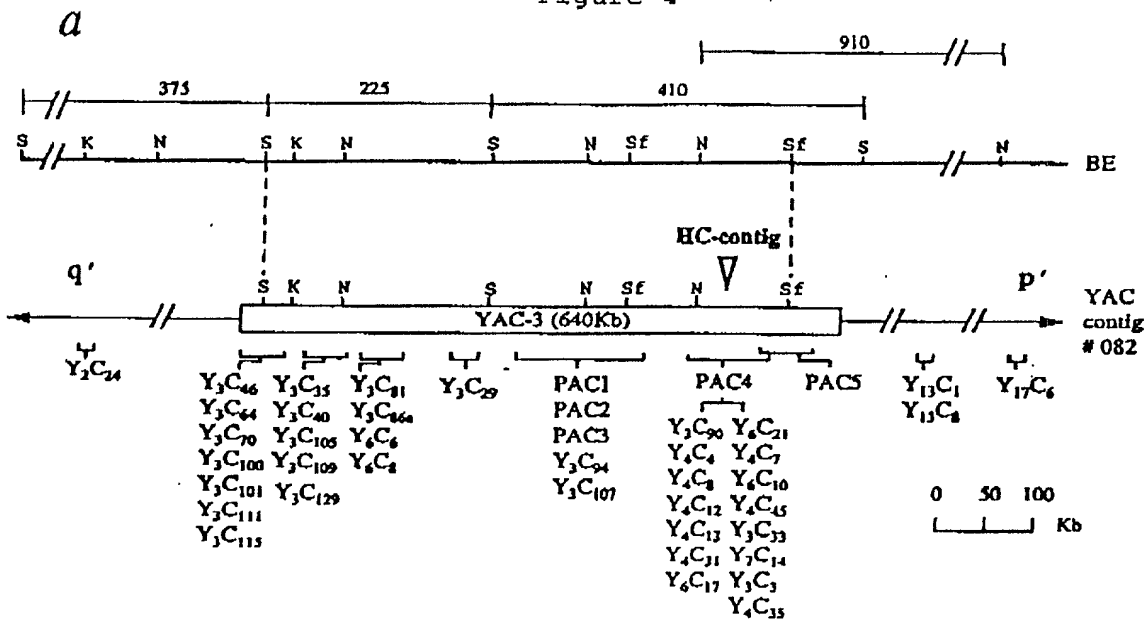 Figure 4
a
910
375 225 410
S K N S K N S N Sf N Sf S N BE
HC-contig
q' p'
S K N S N Sf N Sf
YAC-3 (640Kb)
YAC
contig
# 082
Y2C24
Y3C46
Y3C64
Y3C70
Y3C100
Y3C101
Y3C111
Y3C115
Y3C35
Y3C40
Y3C105
Y3C109
Y3C129
Y3C81
Y3C86a
Y6C6
Y6C8
Y3C29
PAC1
PAC2
PAC3
Y3C94
Y3C107
PAC4
Y3C90
Y4C4
Y4C8
Y4C12
Y4C13
Y4C31
Y6C17
Y6C21
Y4C7
Y6C10
Y4C45
Y3C33
Y7C14
Y3C3
Y4C35
PAC5
Y13C1
Y13C8
Y17C6
0 50 100
Kb